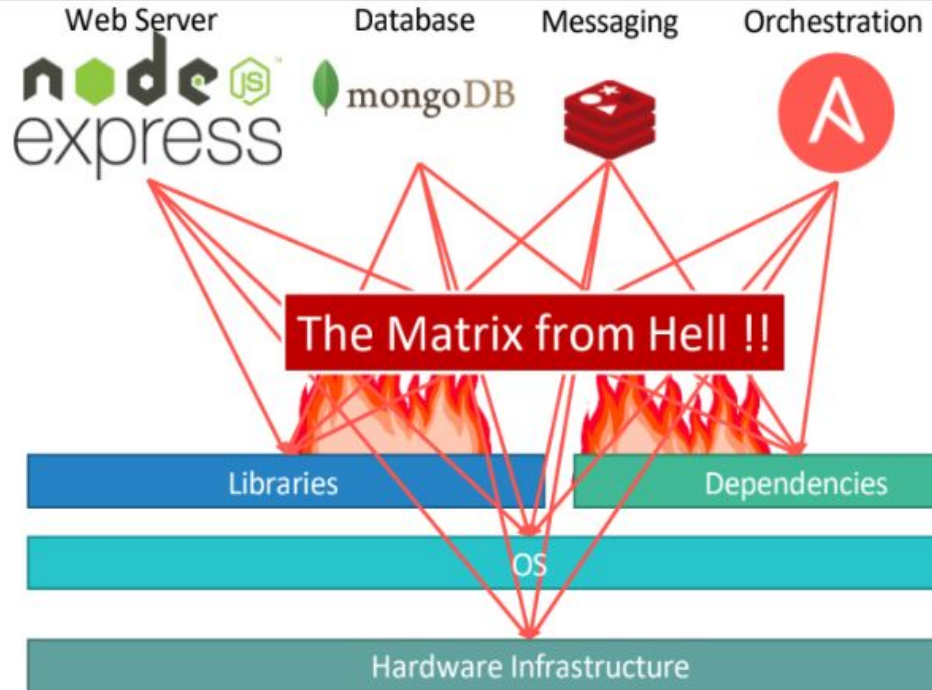 Web Server
Database
Messaging
Orchestration
node JS
express
mongoDB
The Matrix from Hell !!
Libraries
Dependencies
OS
Hardware Infrastructure